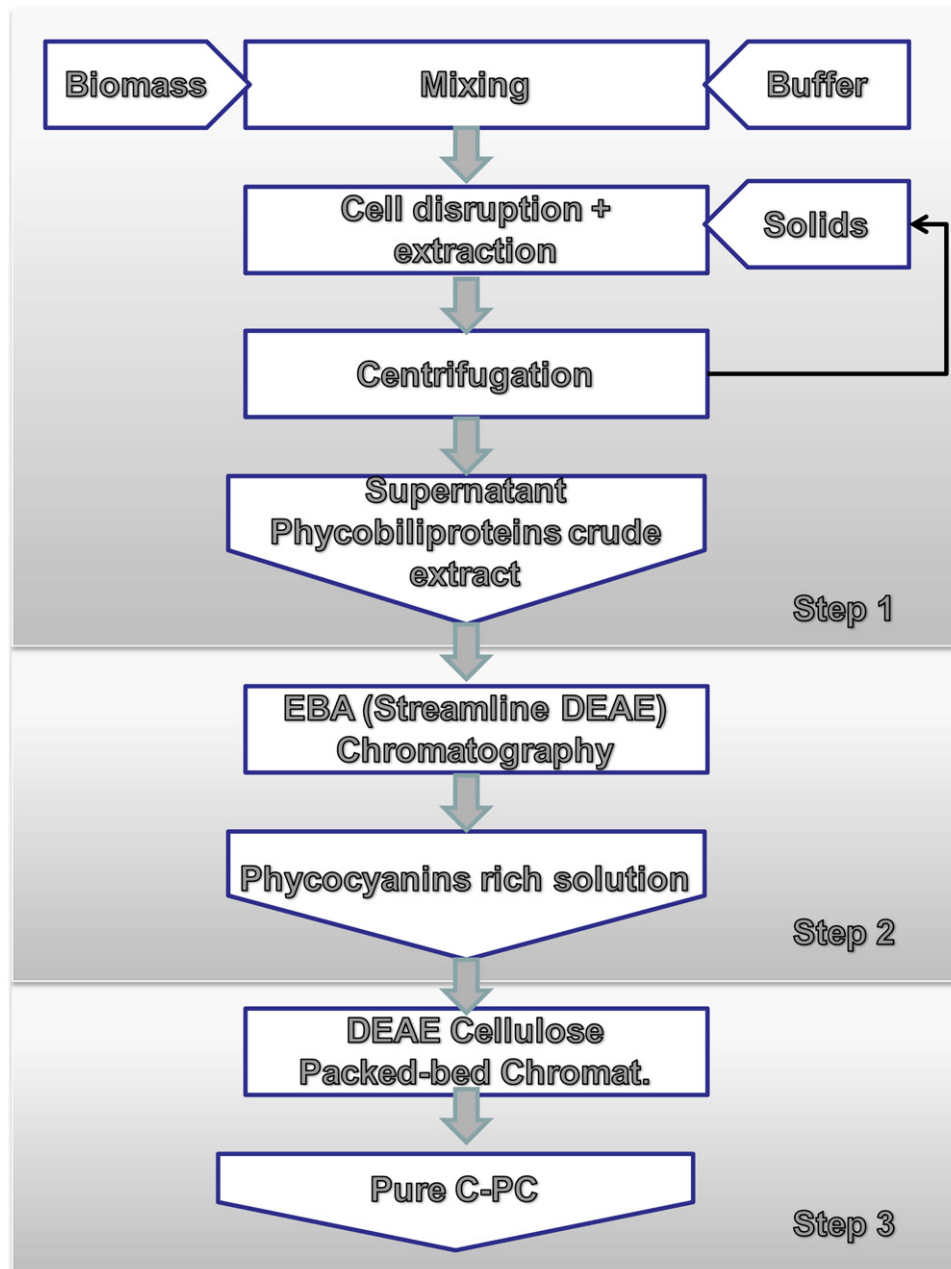 Biomass
Mixing
Buffer
Cell disruption +
extraction
Solids
Centrifugation
Supernatant
Phycobiliproteins crude
extract
Step 1
EBA (Streamline DEAE)
Chromatography
Phycocyanins rich solution
Step 2
DEAE Cellulose
Packed-bed Chromat.
Pure C-PC
Step 3